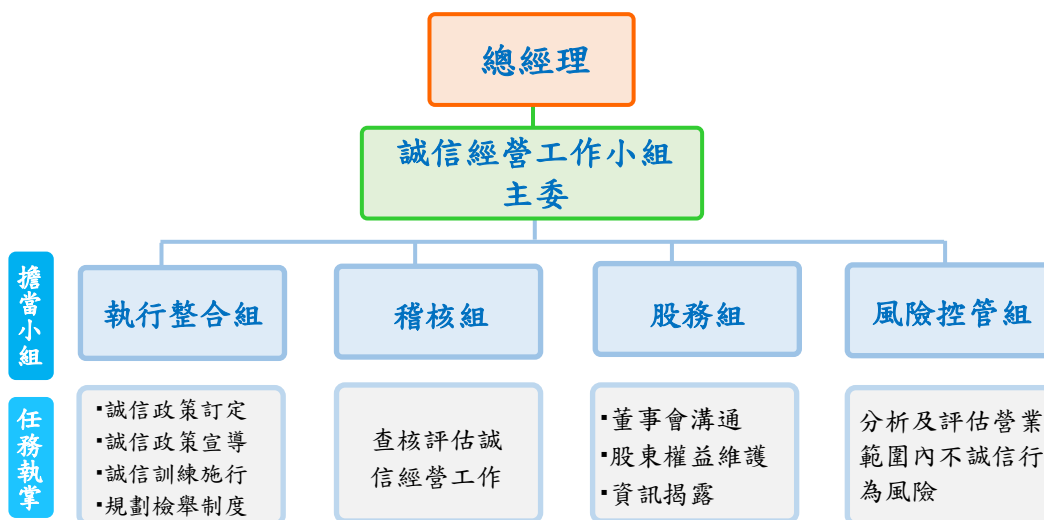 總經理
誠信經營工作小組
主委
擔當小組
執行整合組
稽核組
股務組
風險控管組
任務執掌
▪誠信政策訂定
▪誠信政策宣導
▪誠信訓練施行
▪規劃檢舉制度
查核評估誠
信經營工作
▪董事會溝通
▪股東權益維護
▪資訊揭露
分析及評估營業
範圍內不誠信行
為風險